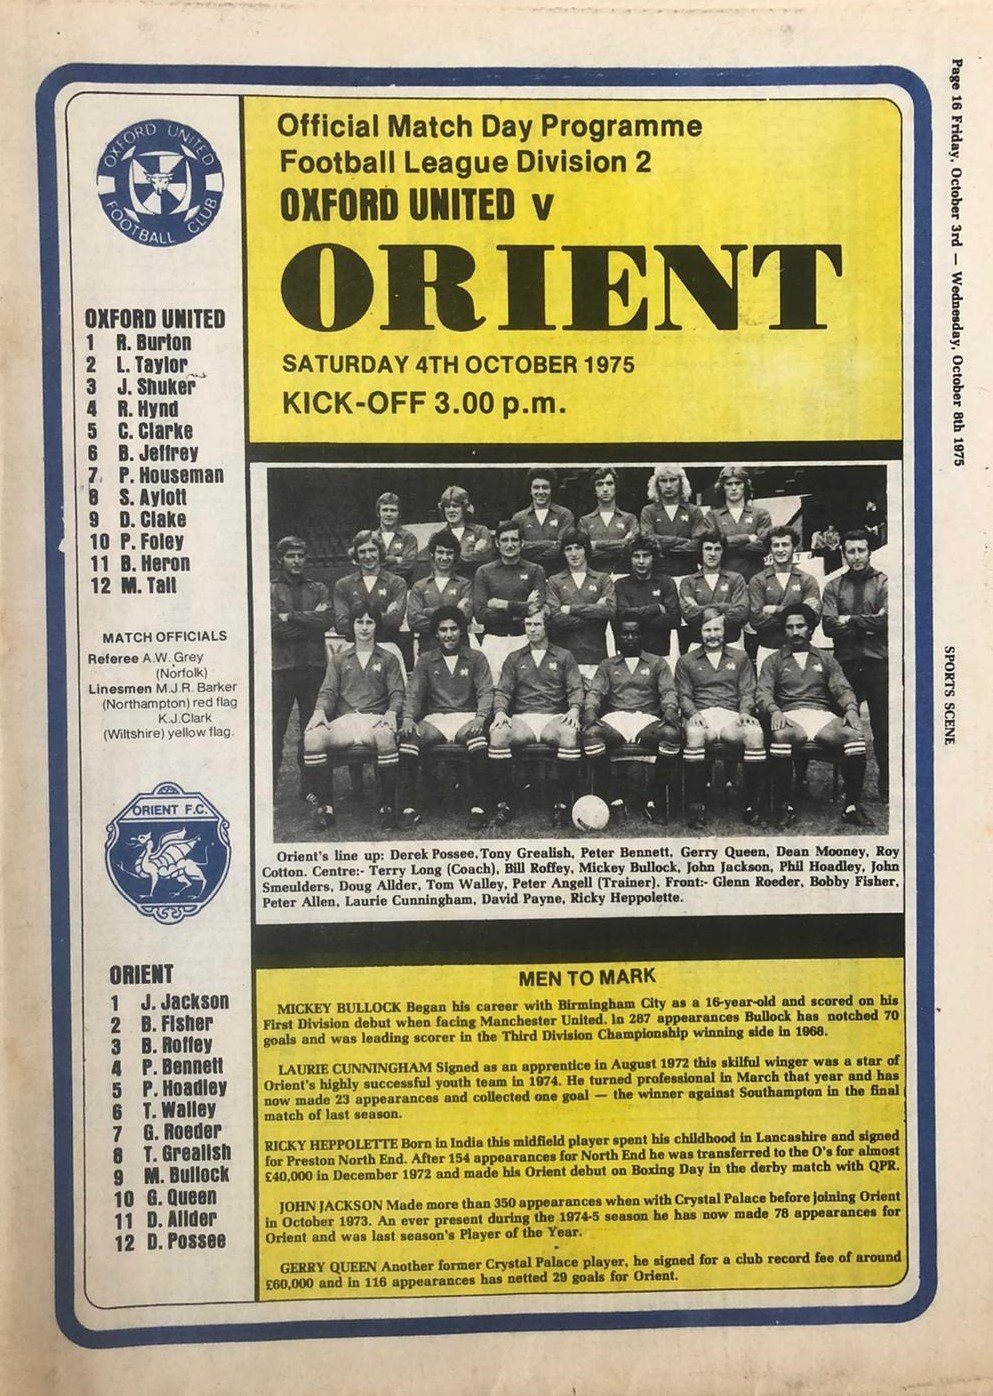 OXFORD UNITED
FOOTBALL CLUB
Official Match Day Programme
Football League Division 2
OXFORD UNITED v
ORIENT
SATURDAY 4TH OCTOBER 1975
KICK-OFF 3.00 p.m.
OXFORD UNITED
1 R. Burton
2 L. Taylor
3 J. Shuker
4 R. Hynd
5 C. Clarke
6 B. Jeffrey
7 P. Houseman
8 S. Aylott
9 D. Clake
10 P. Foley
11 B. Heron
12 M. Tait
MATCH OFFICIALS
Referee A.W. Grey
(Norfolk)
Linesmen M.J.R. Barker
(Northampton) red flag
K.J.Clark
(Wiltshire) yellow flag.
ORIENT F.C.
ORIENT
1 J. Jackson
2 B. Fisher
3 B. Roffey
4 P. Bennett
5 P. Hoadley
6 T. Walley
7 G. Roeder
8 T. Grealish
9 M. Bullock
10 G. Queen
11 D. Allder
12 D. Possee
Orient's line up: Derek Possee, Tony Grealish, Peter Bennett, Gerry Queen, Dean Mooney, Roy
Cotton. Centre:- Terry Long (Coach), Bill Roffey, Mickey Bullock, John Jackson, Phil Hoadley, John
Smeulders, Doug Allder, Tom Walley, Peter Angell (Trainer). Front:- Glenn Roeder, Bobby Fisher,
Peter Allen, Laurie Cunningham, David Payne, Ricky Heppolette.
MEN TO MARK
MICKEY BULLOCK Began his career with Birmingham City as a 16-year-old and scored on his
First Division debut when facing Manchester United. In 287 appearances Bullock has notched 70
goals and was leading scorer in the Third Division Championship winning side in 1968.
LAURIE CUNNINGHAM Signed as an apprentice in August 1972 this skilful winger was a star of
Orient's highly successful youth team in 1974. He turned professional in March that year and has
now made 23 appearances and collected one goal — the winner against Southampton in the final
match of last season.
RICKY HEPPOLETTE Born in India this midfield player spent his childhood in Lancashire and signed
for Preston North End. After 154 appearances for North End he was transferred to the O's for almost
£40,000 in December 1972 and made his Orient debut on Boxing Day in the derby match with QPR.
JOHN JACKSON Made more than 350 appearances when with Crystal Palace before joining Orient
in October 1973. An ever present during the 1974-5 season he has now made 78 appearances for
Orient and was last season's Player of the Year.
GERRY QUEEN Another former Crystal Palace player, he signed for a club record fee of around
£60,000 and in 116 appearances has netted 29 goals for Orient.
Page 16 Friday, October 3rd — Wednesday, October 8th 1975
SPORTS SCENE